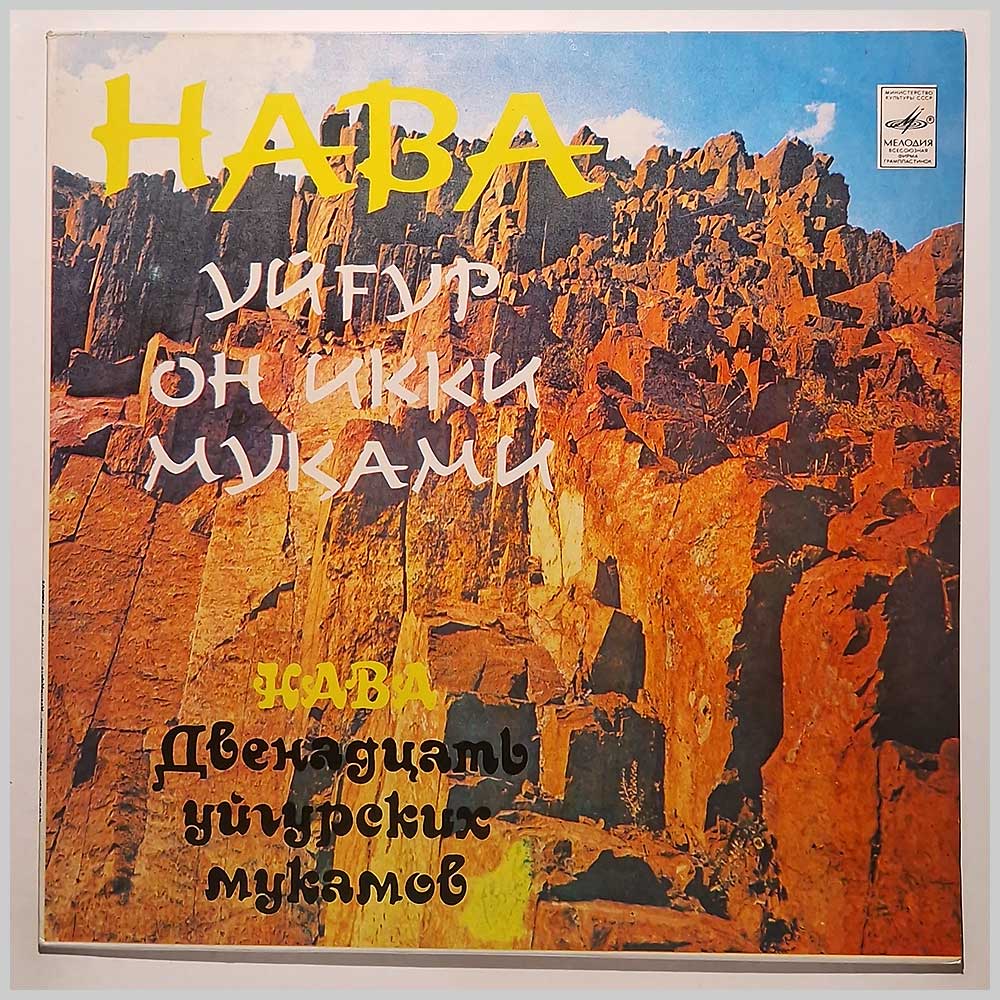 НАВА
МИНИСТЕРСТВО
КУЛЬТУРЫ СССР
МЕЛОДИЯ
ВСЕСОЮЗНАЯ
ФИРМА
ГРАМПЛАСТИНОК
УЙҒУР
ОН ИККИ
МУҚАМИ
НАВА
Двенадцать
уйгурских
мукамов